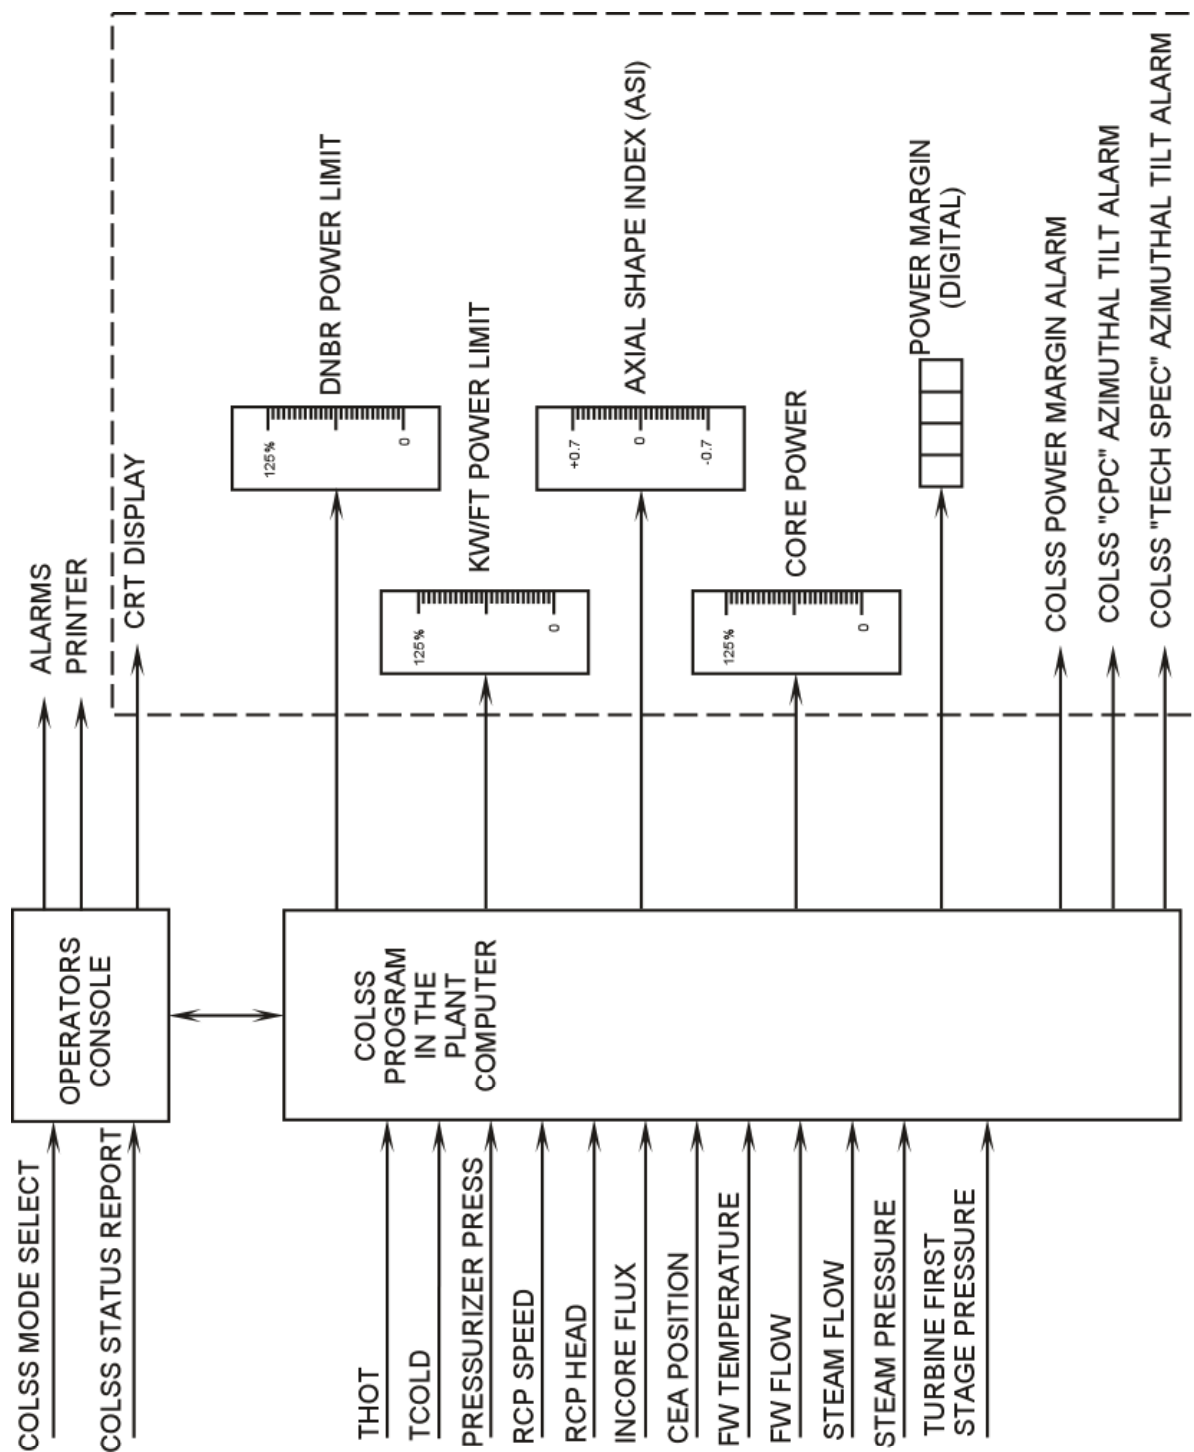 COLSS MODE SELECT
COLSS STATUS REPORT
OPERATORS
CONSOLE
ALARMS
PRINTER
CRT DISPLAY
THOT
TCOLD
PRESSURIZER PRESS
RCP SPEED
RCP HEAD
INCORE FLUX
CEA POSITION
FW TEMPERATURE
FW FLOW
STEAM FLOW
STEAM PRESSURE
TURBINE FIRST
STAGE PRESSURE
COLSS
PROGRAM
IN THE
PLANT
COMPUTER
125%
0
DNBR POWER LIMIT
125%
0
KW/FT POWER LIMIT
+0.7
0
-0.7
AXIAL SHAPE INDEX (ASI)
125%
0
CORE POWER
POWER MARGIN
(DIGITAL)
COLSS POWER MARGIN ALARM
COLSS "CPC" AZIMUTHAL TILT ALARM
COLSS "TECH SPEC" AZIMUTHAL TILT ALARM